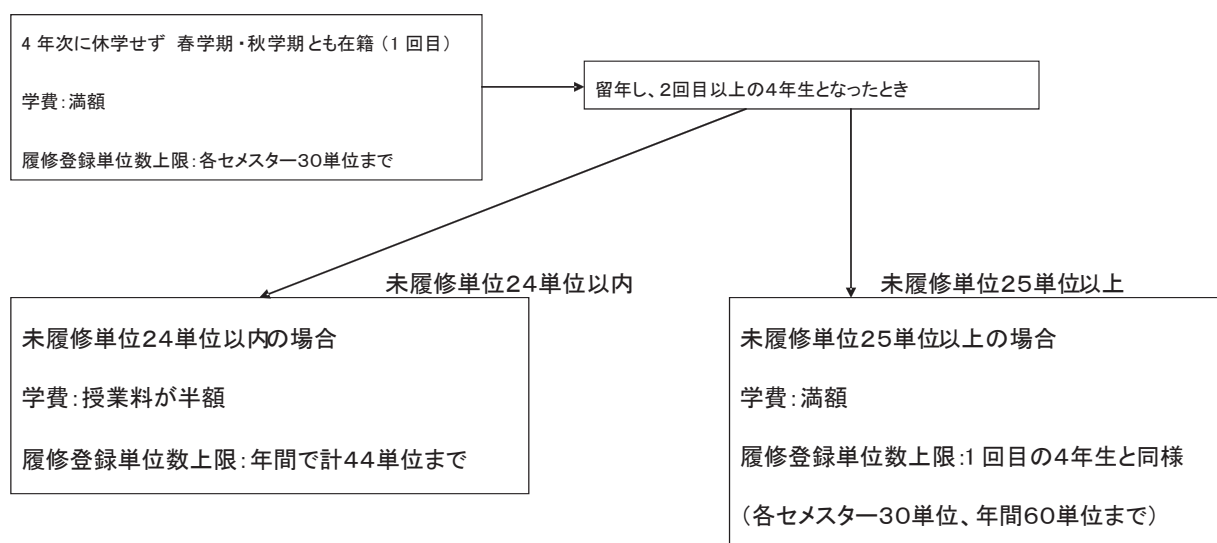 4 年次に休学せず 春学期・秋学期とも在籍（1 回目）
学費：満額
履修登録単位数上限：各セメスター３０単位まで
留年し、２回目以上の４年生となったとき
未履修単位２４単位以内
未履修単位２５単位以上
未履修単位２４単位以内の場合
学費：授業料が半額
履修登録単位数上限：年間で計４４単位まで
未履修単位２５単位以上の場合
学費：満額
履修登録単位数上限：1 回目の４年生と同様
（各セメスター３０単位、年間６０単位まで）